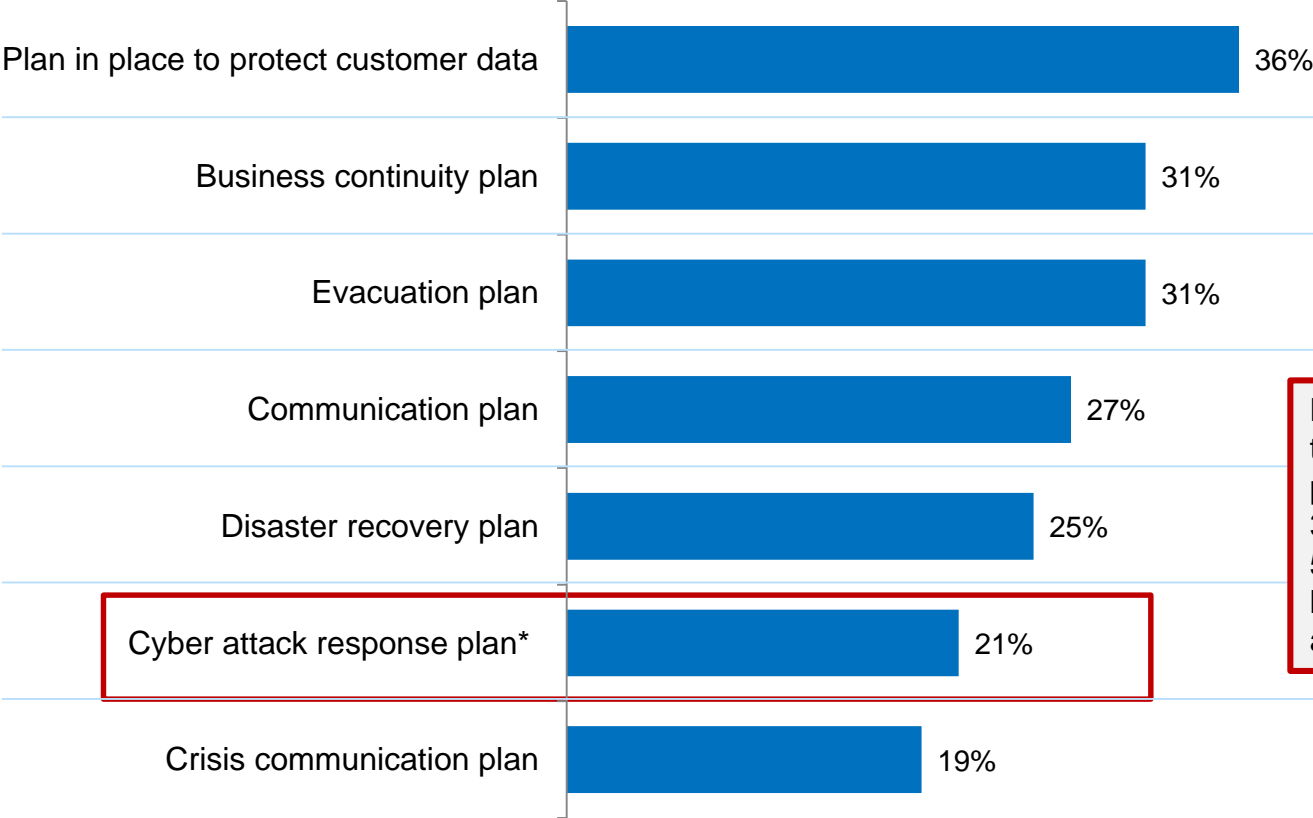 Plan in place to protect customer data 36%
Business continuity plan 31%
Evacuation plan 31%
Communication plan 27%
Disaster recovery plan 25%
Cyber attack response plan* 21%
Crisis communication plan 19%